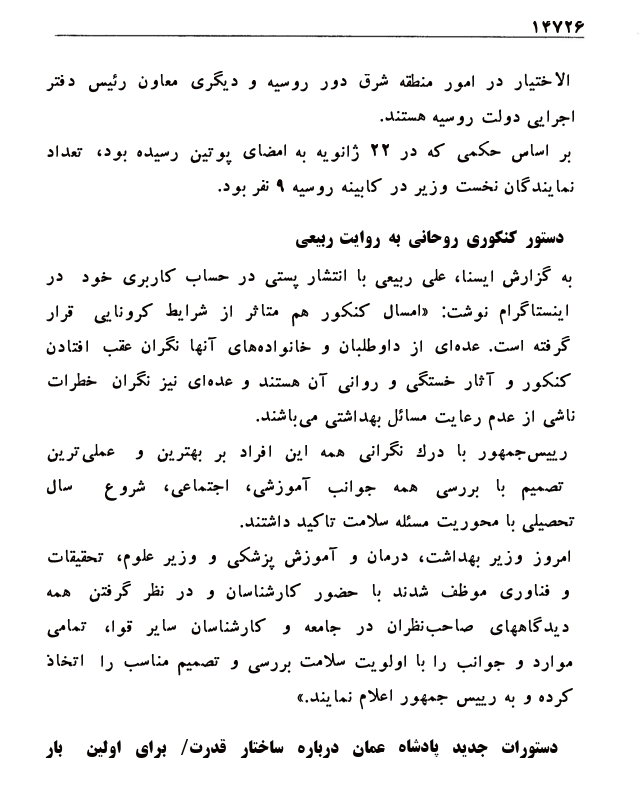 ۱۴۷۲۶
الاختیار در امور منطقه شرق دور روسیه و دیگری معاون رئیس دفتر
اجرایی دولت روسیه هستند.
بر اساس حکمی که در ۲۲ ژانویه به امضای پوتین رسیده بود، تعداد
نمایندگان نخست وزیر در کابینه روسیه ۹ نفر بود.
دستور کنکوری روحانی به روایت ربیعی
به گزارش ایسنا، علی ربیعی با انتشار پستی در حساب کاربری خود در
اینستاگرام نوشت: «امسال کنکور هم متاثر از شرایط کرونایی قرار
گرفته است. عده‌ای از داوطلبان و خانواده‌های آنها نگران عقب افتادن
کنکور و آثار خستگی و روانی آن هستند و عده‌ای نیز نگران خطرات
ناشی از عدم رعایت مسائل بهداشتی می‌باشند.
رییس‌جمهور با درك نگرانی همه این افراد بر بهترین و عملی‌ترین
تصمیم با بررسی همه جوانب آموزشی، اجتماعی، شروع سال
تحصیلی با محوریت مسئله سلامت تاکید داشتند.
امروز وزیر بهداشت، درمان و آموزش پزشکی و وزیر علوم، تحقیقات
و فناوری موظف شدند با حضور کارشناسان و در نظر گرفتن همه
دیدگاههای صاحب‌نظران در جامعه و کارشناسان سایر قوا، تمامی
موارد و جوانب را با اولویت سلامت بررسی و تصمیم مناسب را اتخاذ
کرده و به رییس جمهور اعلام نمایند.»
دستورات جدید پادشاه عمان درباره ساختار قدرت/ برای اولین بار